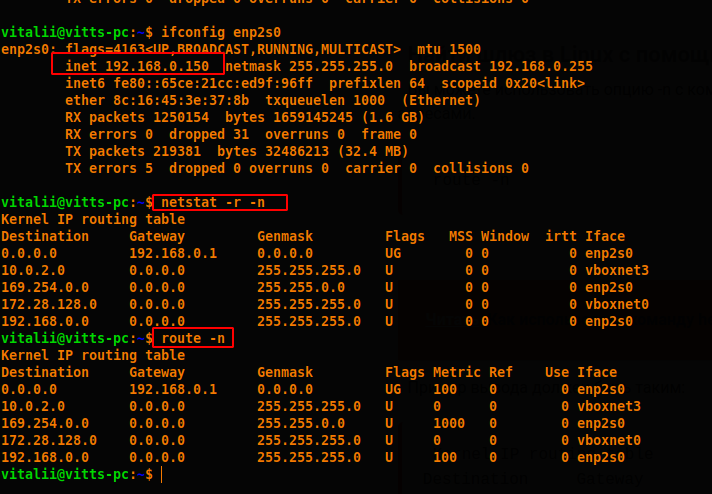 TX errors 0  dropped 0 overruns 0  carrier 0  collisions 0
vitalii@vitts-pc:~$ ifconfig enp2s0
enp2s0: flags=4163<UP,BROADCAST,RUNNING,MULTICAST>  mtu 1500
        inet 192.168.0.150  netmask 255.255.255.0  broadcast 192.168.0.255
        inet6 fe80::65ce:21cc:ed9f:96ff  prefixlen 64  scopeid 0x20<link>
        ether 8c:16:45:3e:37:8b  txqueuelen 1000  (Ethernet)
        RX packets 1250154  bytes 1659145245 (1.6 GB)
        RX errors 0  dropped 31  overruns 0  frame 0
        TX packets 219381  bytes 32486213 (32.4 MB)
        TX errors 5  dropped 0 overruns 0  carrier 0  collisions 0
vitalii@vitts-pc:~$ netstat -r -n
Kernel IP routing table
Destination     Gateway         Genmask         Flags   MSS Window  irtt Iface
0.0.0.0         192.168.0.1     0.0.0.0         UG        0 0          0 enp2s0
10.0.2.0        0.0.0.0         255.255.255.0   U         0 0          0 vboxnet3
169.254.0.0     0.0.0.0         255.255.0.0     U         0 0          0 enp2s0
172.28.128.0    0.0.0.0         255.255.255.0   U         0 0          0 vboxnet0
192.168.0.0     0.0.0.0         255.255.255.0   U         0 0          0 enp2s0
vitalii@vitts-pc:~$ route -n
Kernel IP routing table
Destination     Gateway         Genmask         Flags Metric Ref    Use Iface
0.0.0.0         192.168.0.1     0.0.0.0         UG    100    0        0 enp2s0
10.0.2.0        0.0.0.0         255.255.255.0   U     0      0        0 vboxnet3
169.254.0.0     0.0.0.0         255.255.0.0     U     1000   0        0 enp2s0
172.28.128.0    0.0.0.0         255.255.255.0   U     0      0        0 vboxnet0
192.168.0.0     0.0.0.0         255.255.255.0   U     100    0        0 enp2s0
vitalii@vitts-pc:~$